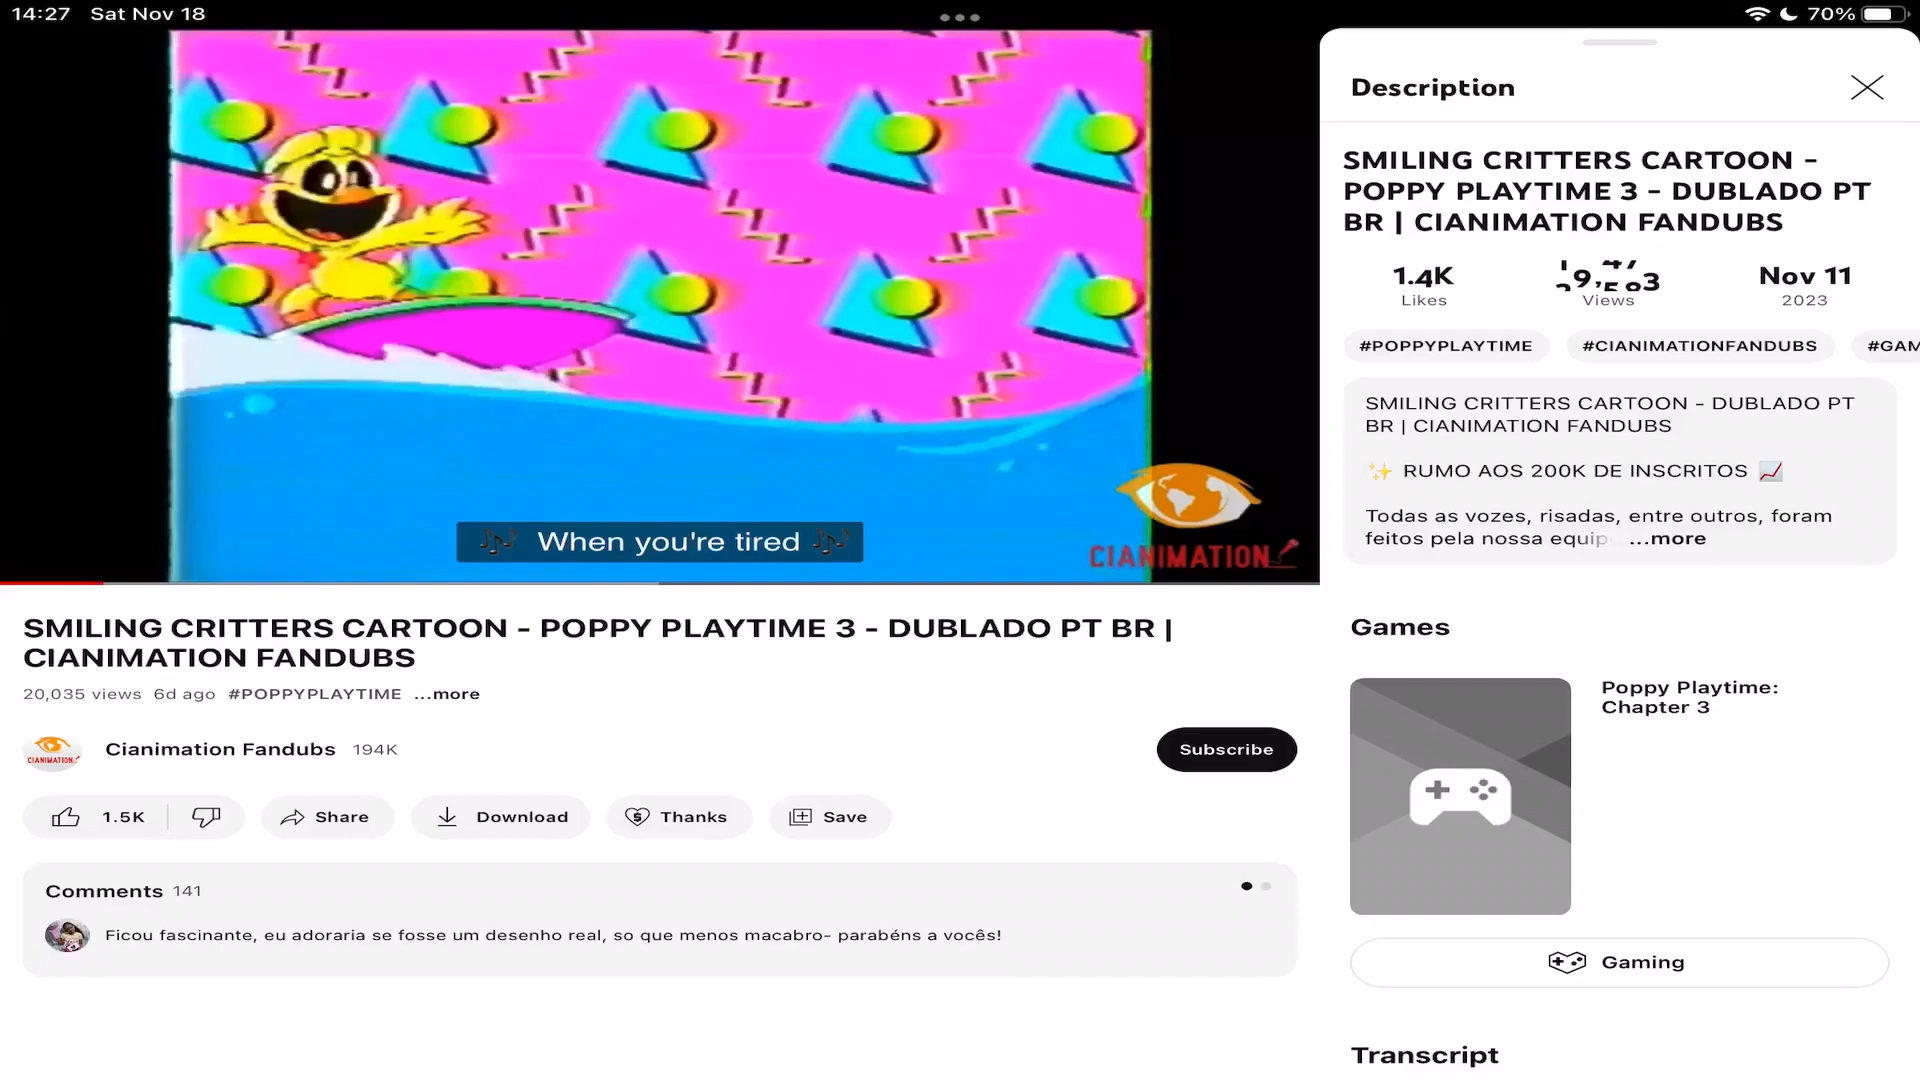 14:27 Sat Nov 18
70%
When you're tired
CIANIMATION
SMILING CRITTERS CARTOON - POPPY PLAYTIME 3 - DUBLADO PT BR |
CIANIMATION FANDUBS
20,035 views 6d ago #POPPYPLAYTIME ...more
CIANIMATION
Cianimation Fandubs 194K
Subscribe
1.5K
Share
Download
Thanks
Save
Comments 141
Ficou fascinante, eu adoraria se fosse um desenho real, so que menos macabro- parabéns a vocês!
Description
SMILING CRITTERS CARTOON -
POPPY PLAYTIME 3 - DUBLADO PT
BR | CIANIMATION FANDUBS
1.4K
Likes
Views
Nov 11
2023
#POPPYPLAYTIME
#CIANIMATIONFANDUBS
#GAM
SMILING CRITTERS CARTOON - DUBLADO PT
BR | CIANIMATION FANDUBS
✨ RUMO AOS 200K DE INSCRITOS 📈
Todas as vozes, risadas, entre outros, foram
feitos pela nossa equip ...more
Games
Poppy Playtime:
Chapter 3
Gaming
Transcript